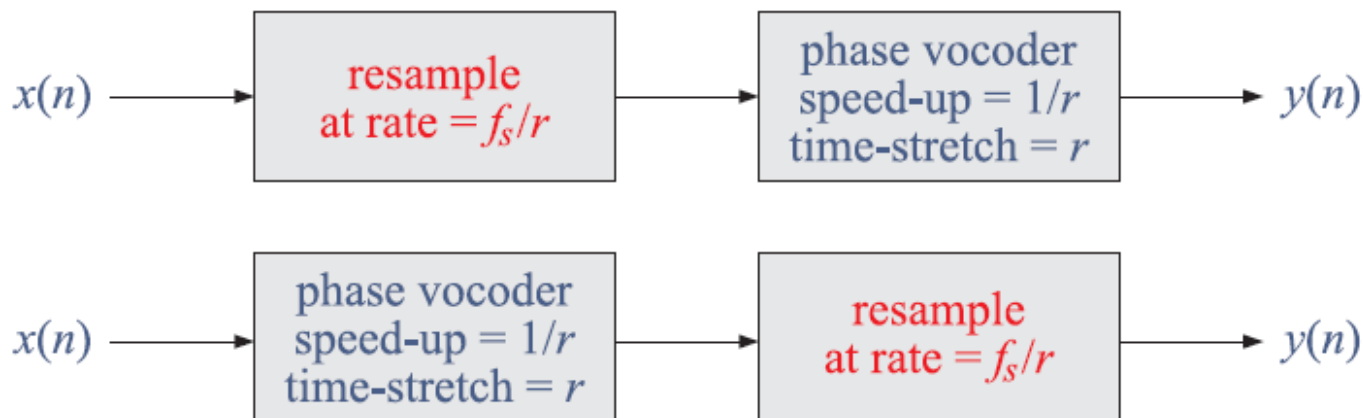 x(n)
resample
at rate = fs/r
phase vocoder
speed-up = 1/r
time-stretch = r
y(n)
x(n)
phase vocoder
speed-up = 1/r
time-stretch = r
resample
at rate = fs/r
y(n)